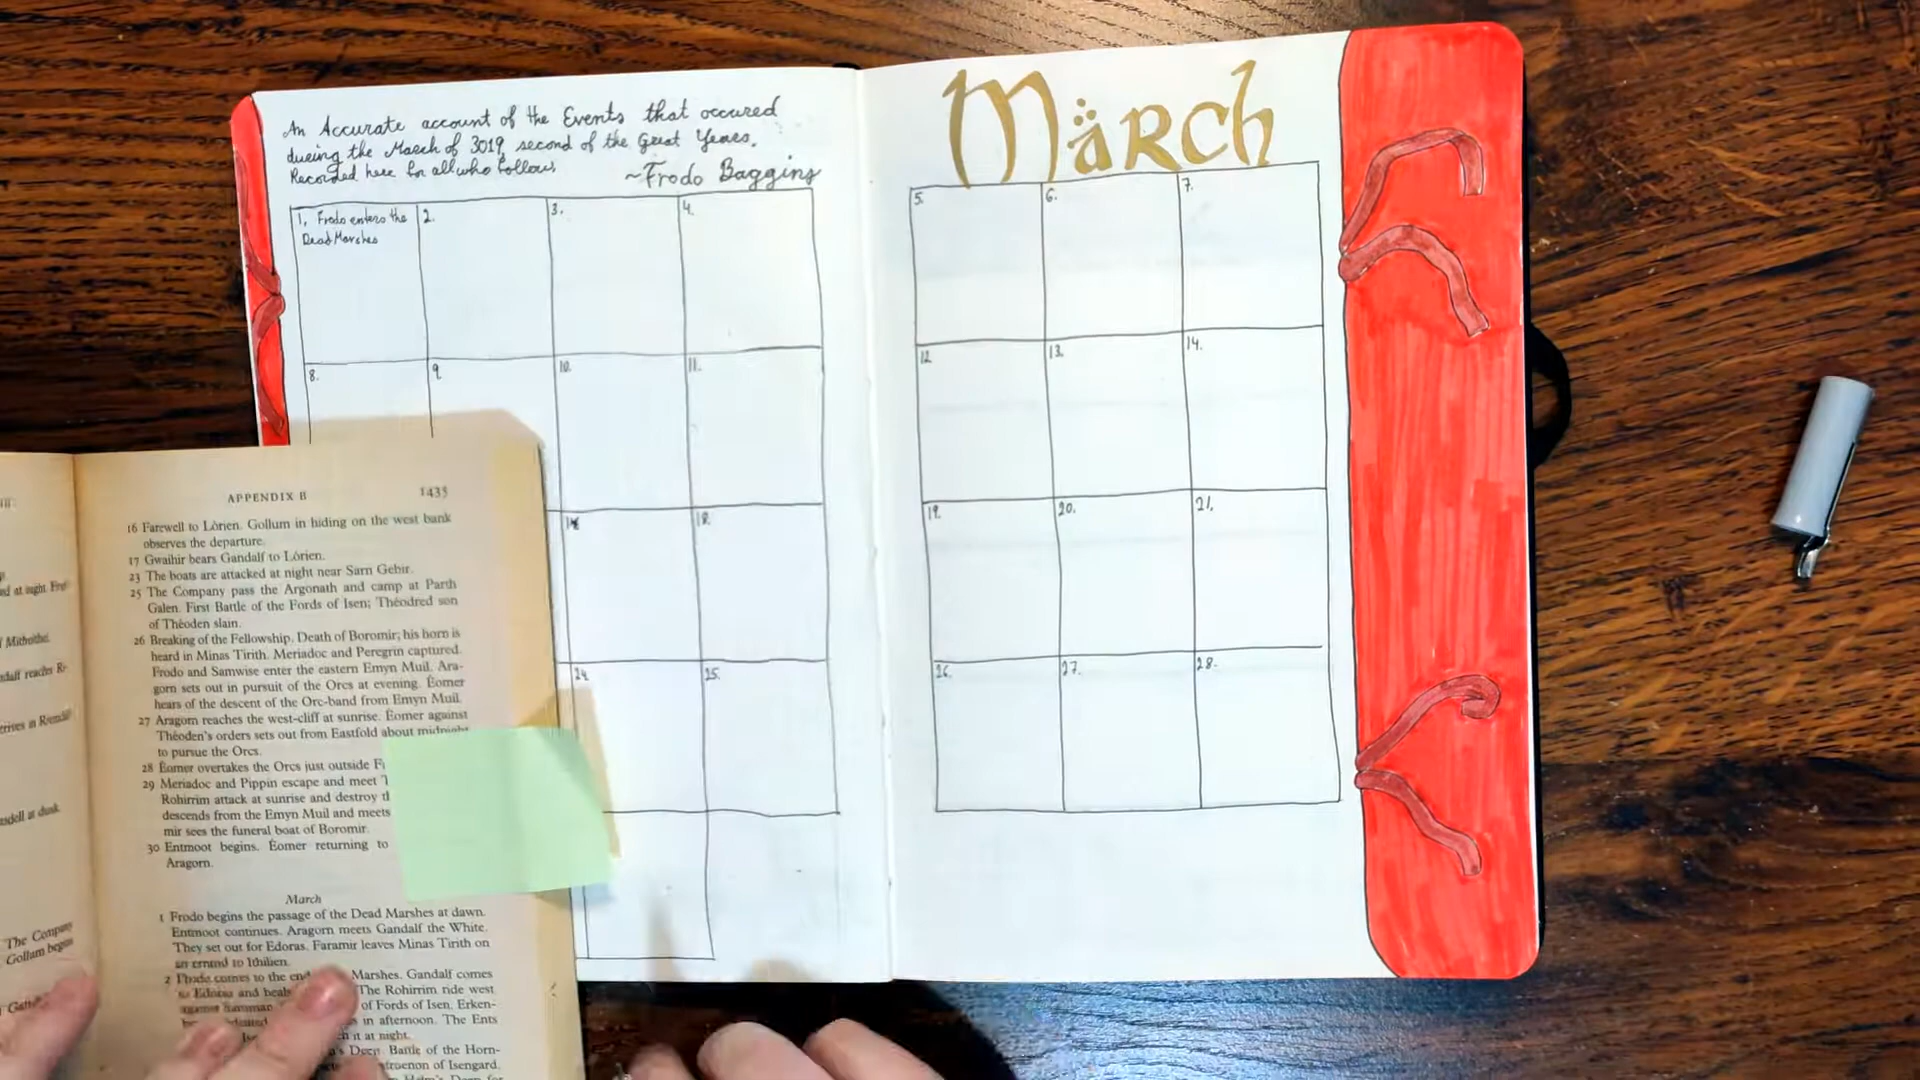 An Accurate account of the Events that occured
during the March of 3019, second of the Great Years.
Recorded here for all who follow
~Frodo Baggins
Märch
1. Frodo enters the
Dead Marshes
2.
3.
4.
5.
6.
7.
8.
9
10.
11.
12
13.
14.
18.
19.
20.
21.
24.
25.
26.
27.
28.
APPENDIX B
1435
16 Farewell to Lórien. Gollum in hiding on the west bank
observes the departure.
17 Gwaihir bears Gandalf to Lórien.
23 The boats are attacked at night near Sarn Gebir.
25 The Company pass the Argonath and camp at Parth
Galen. First Battle of the Fords of Isen; Théodred son
of Théoden slain.
26 Breaking of the Fellowship. Death of Boromir; his horn is
heard in Minas Tirith. Meriadoc and Peregrin captured.
Frodo and Samwise enter the eastern Emyn Muil. Ara-
gorn sets out in pursuit of the Orcs at evening. Éomer
hears of the descent of the Orc-band from Emyn Muil.
27 Aragorn reaches the west-cliff at sunrise. Éomer against
Théoden's orders sets out from Eastfold about midnight
to pursue the Orcs.
28 Éomer overtakes the Orcs just outside
29 Meriadoc and Pippin escape and meet
Rohirrim attack at sunrise and destroy
descends from the Emyn Muil and meets
mir sees the funeral boat of Boromir.
30 Entmoot begins. Éomer returning to
Aragorn.
March
1 Frodo begins the passage of the Dead Marshes at dawn.
Entmoot continues. Aragorn meets Gandalf the White.
They set out for Edoras. Faramir leaves Minas Tirith on
an errand to Ithilien.
2 Frodo comes to the Marshes. Gandalf comes
to Edoras and The Rohirrim ride west
against Saruman of Fords of Isen. Erken-
in afternoon. The Ents
it at night.
Deep. Battle of the Horn-
of Isengard.
The Company
Gollum begins